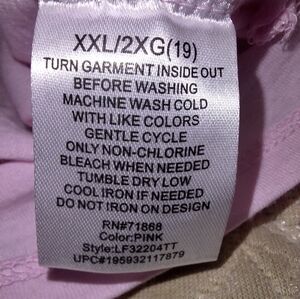 XXL/2XG(19)
TURN GARMENT INSIDE OUT
BEFORE WASHING
MACHINE WASH COLD
WITH LIKE COLORS
GENTLE CYCLE
ONLY NON-CHLORINE
BLEACH WHEN NEEDED
TUMBLE DRY LOW
COOL IRON IF NEEDED
DO NOT IRON ON DESIGN
RN#71868
Color:PINK
Style:LF32204TT
UPC#195932117879